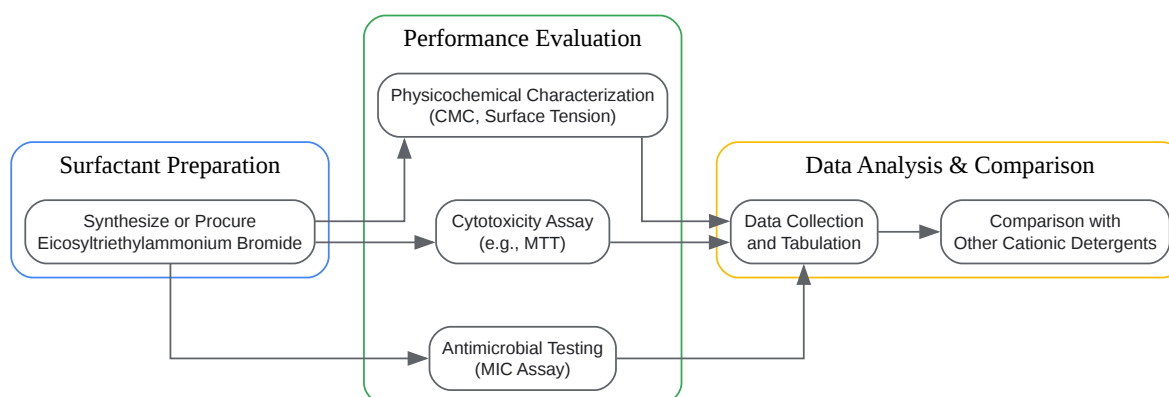 Performance Evaluation
Physicochemical Characterization
(CMC, Surface Tension)
Surfactant Preparation
Synthesize or Procure
Eicosyltriethylammonium Bromide
Cytotoxicity Assay
(e.g., MTT)
Antimicrobial Testing
(MIC Assay)
Data Analysis & Comparison
Data Collection
and Tabulation
Comparison with
Other Cationic Detergents